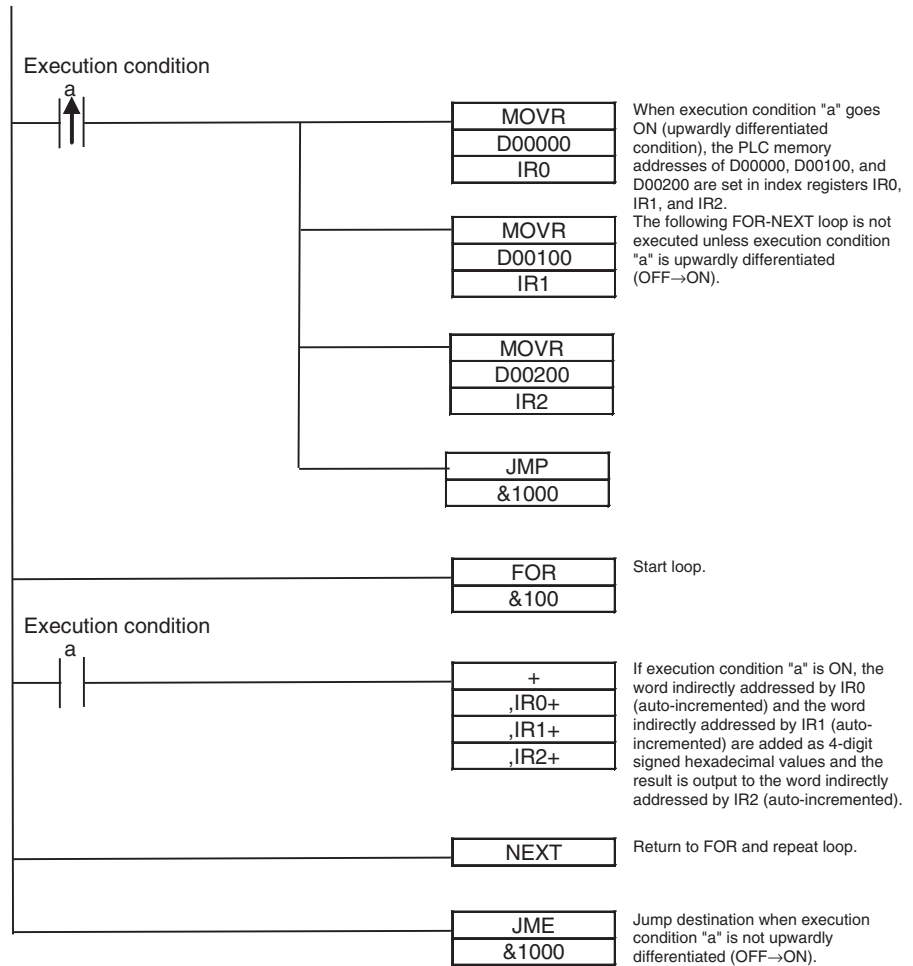 Execution condition
a
MOVR
D00000
IR0
When execution condition "a" goes
ON (upwardly differentiated
condition), the PLC memory
addresses of D00000, D00100, and
D00200 are set in index registers IR0,
IR1, and IR2.
The following FOR-NEXT loop is not
executed unless execution condition
"a" is upwardly differentiated
(OFF→ON).
MOVR
D00100
IR1
MOVR
D00200
IR2
JMP
&1000
FOR
&100
Start loop.
Execution condition
a
+
,IR0+
,IR1+
,IR2+
If execution condition "a" is ON, the
word indirectly addressed by IR0
(auto-incremented) and the word
indirectly addressed by IR1 (auto-
incremented) are added as 4-digit
signed hexadecimal values and the
result is output to the word indirectly
addressed by IR2 (auto-incremented).
NEXT
Return to FOR and repeat loop.
JME
&1000
Jump destination when execution
condition "a" is not upwardly
differentiated (OFF→ON).